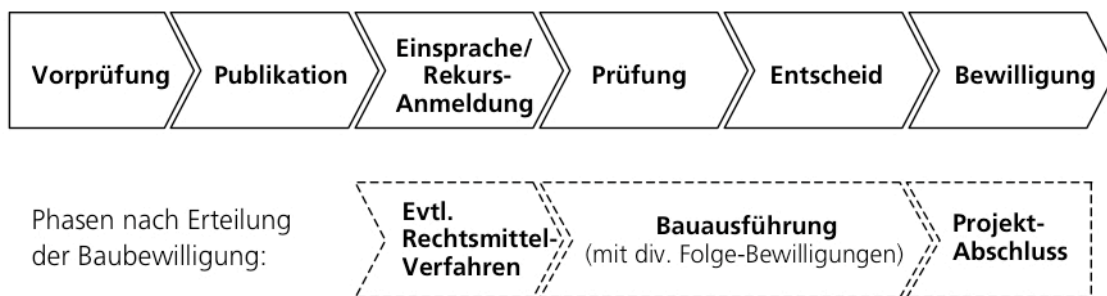 Vorprüfung
Publikation
Einsprache/
Rekurs-
Anmeldung
Prüfung
Entscheid
Bewilligung
Phasen nach Erteilung
der Baubewilligung:
Evtl.
Rechtsmittel-
Verfahren
Bauausführung
(mit div. Folge-Bewilligungen)
Projekt-
Abschluss